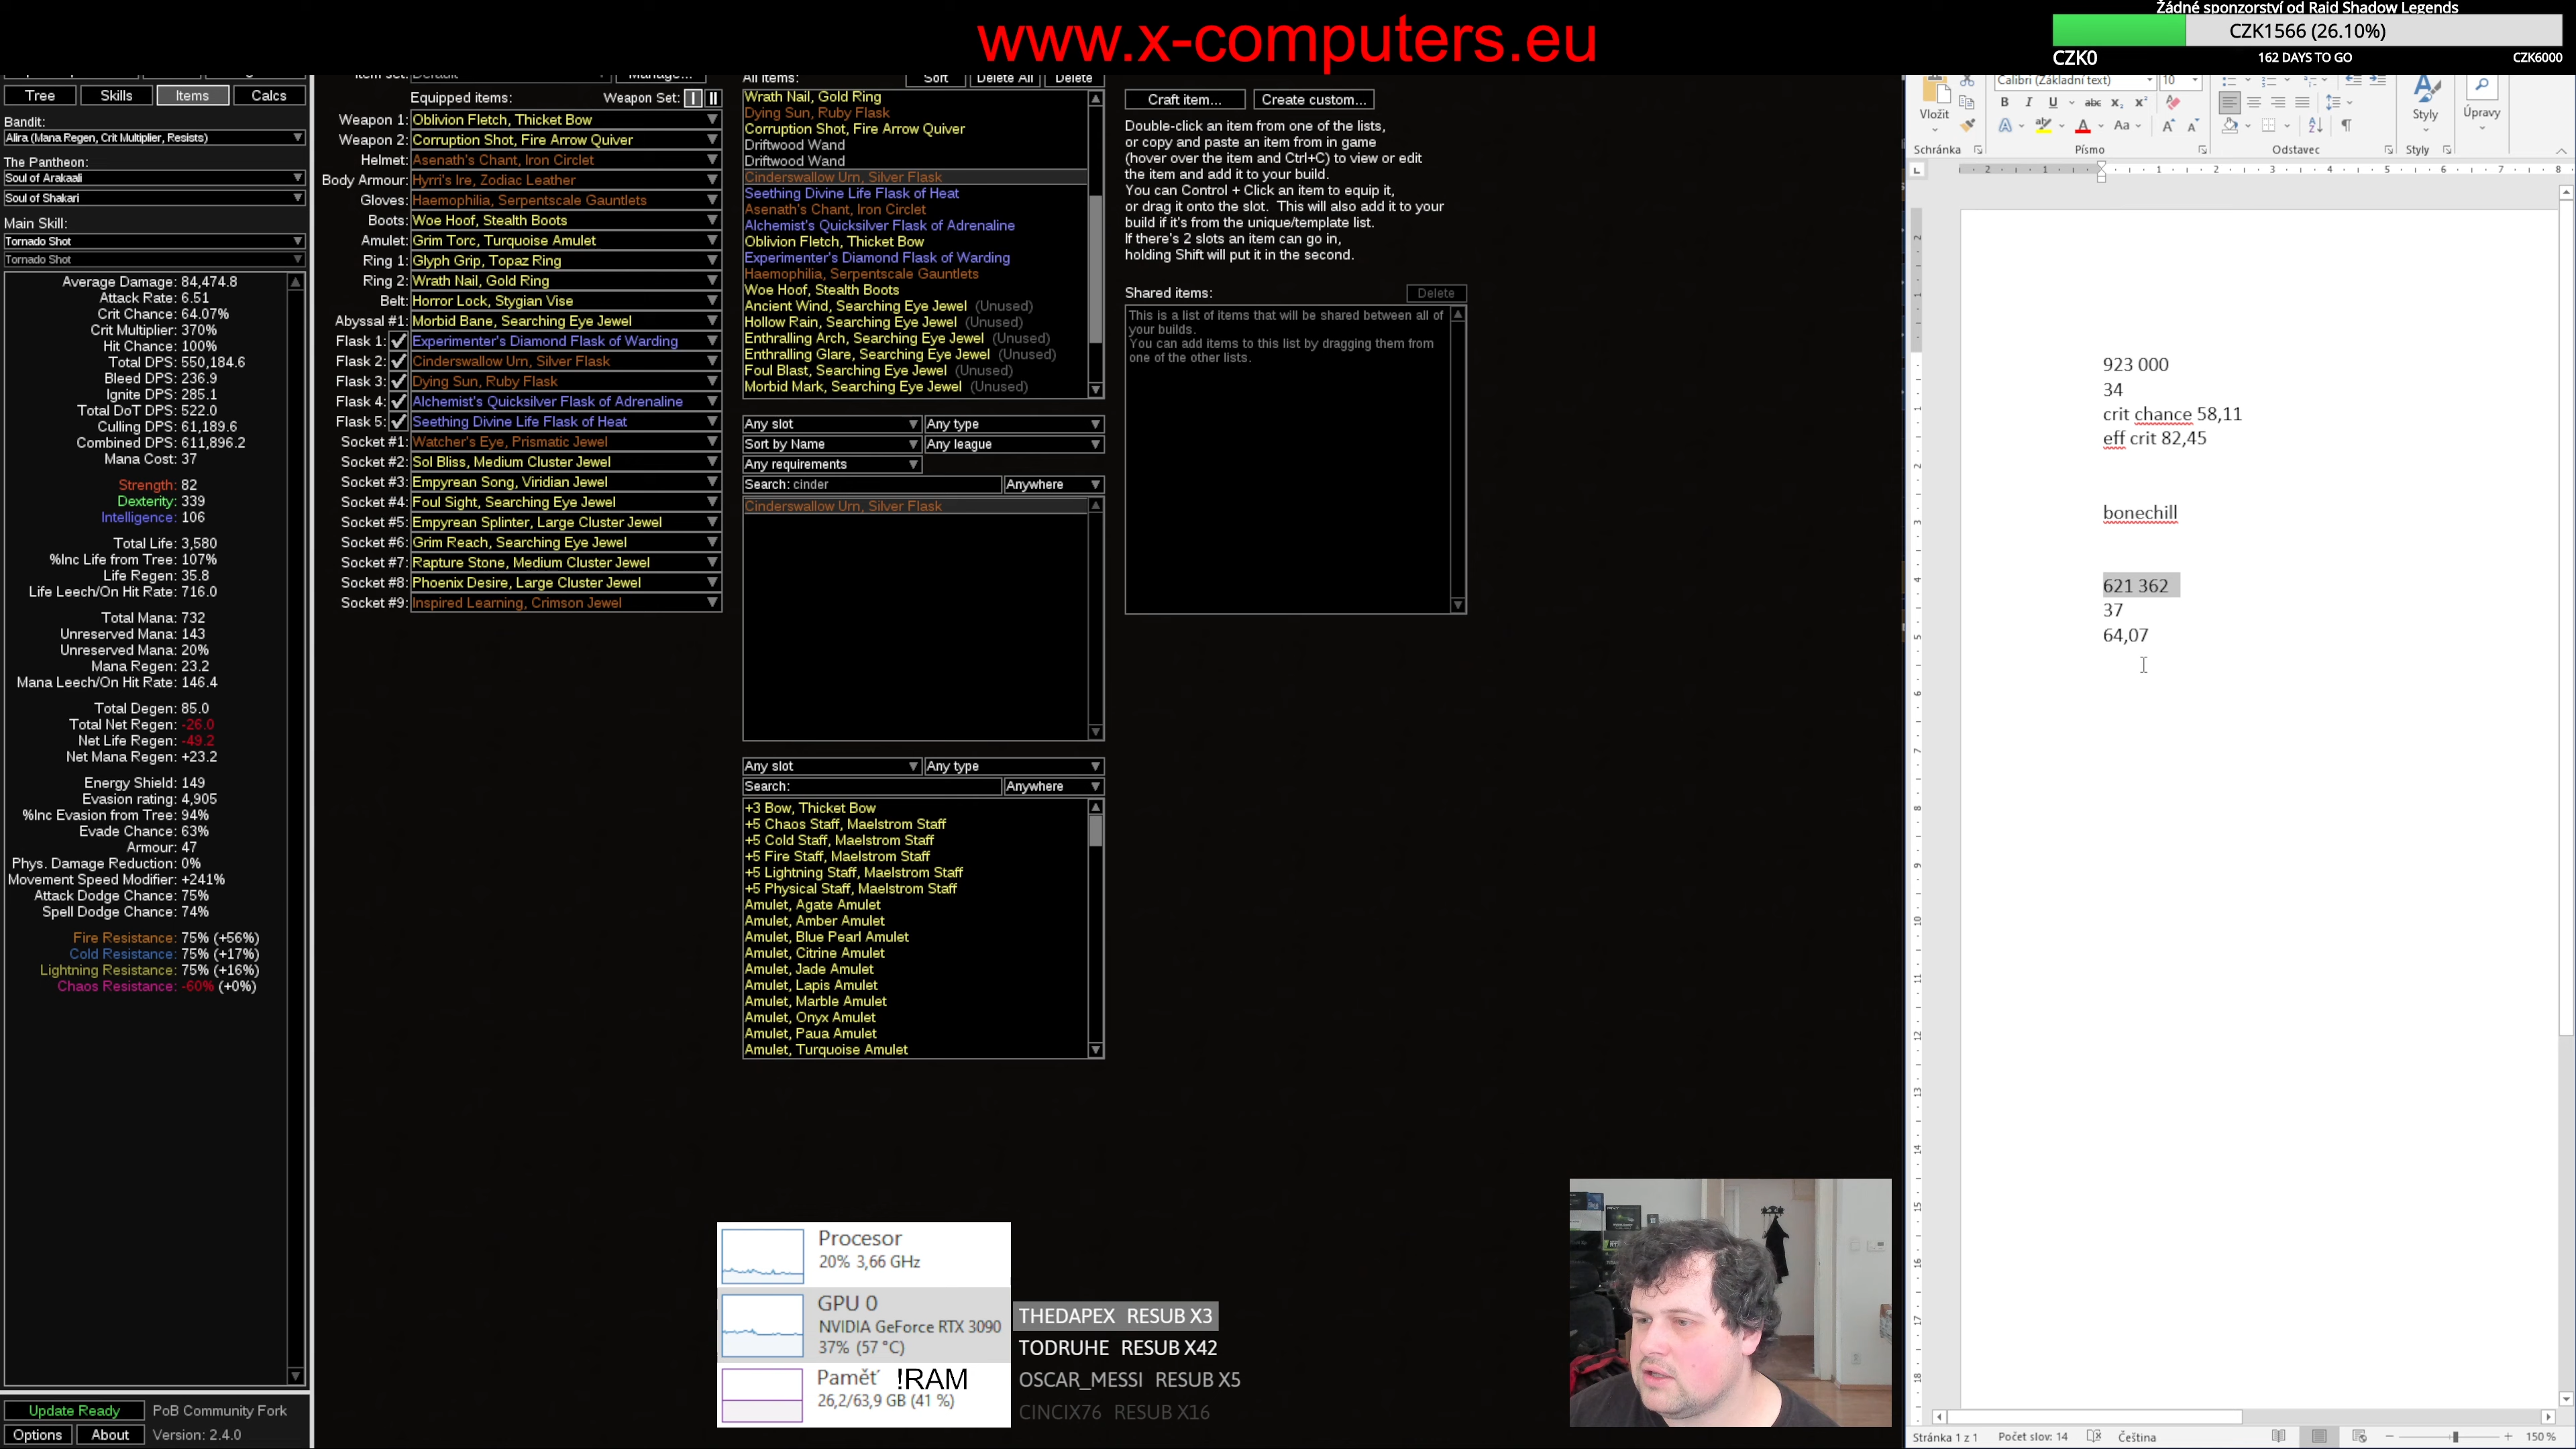 www.x-computers.eu
Žádné sponzorství od Raid Shadow Legends
CZK1566 (26.10%)
CZK0
162 DAYS TO GO
CZK6000
Tree
Skills
Items
Calcs
Bandit:
Alira (Mana Regen, Crit Multiplier, Resists)
The Pantheon:
Soul of Arakaali
Soul of Shakari
Main Skill:
Tornado Shot
Tornado Shot
Average Damage: 84,474.8
Attack Rate: 6.51
Crit Chance: 64.07%
Crit Multiplier: 370%
Hit Chance: 100%
Total DPS: 550,184.6
Bleed DPS: 236.9
Ignite DPS: 285.1
Total DoT DPS: 522.0
Culling DPS: 61,189.6
Combined DPS: 611,896.2
Mana Cost: 37
Strength: 82
Dexterity: 339
Intelligence: 106
Total Life: 3,580
%Inc Life from Tree: 107%
Life Regen: 35.8
Life Leech/On Hit Rate: 716.0
Total Mana: 732
Unreserved Mana: 143
Unreserved Mana: 20%
Mana Regen: 23.2
Mana Leech/On Hit Rate: 146.4
Total Degen: 85.0
Total Net Regen: -26.0
Net Life Regen: -49.2
Net Mana Regen: +23.2
Energy Shield: 149
Evasion rating: 4,905
%Inc Evasion from Tree: 94%
Evade Chance: 63%
Armour: 47
Phys. Damage Reduction: 0%
Movement Speed Modifier: +241%
Attack Dodge Chance: 75%
Spell Dodge Chance: 74%
Fire Resistance: 75% (+56%)
Cold Resistance: 75% (+17%)
Lightning Resistance: 75% (+16%)
Chaos Resistance: -60% (+0%)
Update Ready
PoB Community Fork
Options
About
Version: 2.4.0
Item set: Default
Manage...
Equipped items:
Weapon Set: I II
Weapon 1: Oblivion Fletch, Thicket Bow
Weapon 2: Corruption Shot, Fire Arrow Quiver
Helmet: Asenath's Chant, Iron Circlet
Body Armour: Hyrri's Ire, Zodiac Leather
Gloves: Haemophilia, Serpentscale Gauntlets
Boots: Woe Hoof, Stealth Boots
Amulet: Grim Torc, Turquoise Amulet
Ring 1: Glyph Grip, Topaz Ring
Ring 2: Wrath Nail, Gold Ring
Belt: Horror Lock, Stygian Vise
Abyssal #1: Morbid Bane, Searching Eye Jewel
Flask 1: Experimenter's Diamond Flask of Warding
Flask 2: Cinderswallow Urn, Silver Flask
Flask 3: Dying Sun, Ruby Flask
Flask 4: Alchemist's Quicksilver Flask of Adrenaline
Flask 5: Seething Divine Life Flask of Heat
Socket #1: Watcher's Eye, Prismatic Jewel
Socket #2: Sol Bliss, Medium Cluster Jewel
Socket #3: Empyrean Song, Viridian Jewel
Socket #4: Foul Sight, Searching Eye Jewel
Socket #5: Empyrean Splinter, Large Cluster Jewel
Socket #6: Grim Reach, Searching Eye Jewel
Socket #7: Rapture Stone, Medium Cluster Jewel
Socket #8: Phoenix Desire, Large Cluster Jewel
Socket #9: Inspired Learning, Crimson Jewel
All items:
Sort
Delete All
Delete
Wrath Nail, Gold Ring
Dying Sun, Ruby Flask
Corruption Shot, Fire Arrow Quiver
Driftwood Wand
Driftwood Wand
Cinderswallow Urn, Silver Flask
Seething Divine Life Flask of Heat
Asenath's Chant, Iron Circlet
Alchemist's Quicksilver Flask of Adrenaline
Oblivion Fletch, Thicket Bow
Experimenter's Diamond Flask of Warding
Haemophilia, Serpentscale Gauntlets
Woe Hoof, Stealth Boots
Ancient Wind, Searching Eye Jewel (Unused)
Hollow Rain, Searching Eye Jewel (Unused)
Enthralling Arch, Searching Eye Jewel (Unused)
Enthralling Glare, Searching Eye Jewel (Unused)
Foul Blast, Searching Eye Jewel (Unused)
Morbid Mark, Searching Eye Jewel (Unused)
Any slot
Any type
Sort by Name
Any league
Any requirements
Search: cinder
Anywhere
Cinderswallow Urn, Silver Flask
Any slot
Any type
Search:
Anywhere
+3 Bow, Thicket Bow
+5 Chaos Staff, Maelstrom Staff
+5 Cold Staff, Maelstrom Staff
+5 Fire Staff, Maelstrom Staff
+5 Lightning Staff, Maelstrom Staff
+5 Physical Staff, Maelstrom Staff
Amulet, Agate Amulet
Amulet, Amber Amulet
Amulet, Blue Pearl Amulet
Amulet, Citrine Amulet
Amulet, Jade Amulet
Amulet, Lapis Amulet
Amulet, Marble Amulet
Amulet, Onyx Amulet
Amulet, Paua Amulet
Amulet, Turquoise Amulet
Craft item...
Create custom...
Double-click an item from one of the lists,
or copy and paste an item from in game
(hover over the item and Ctrl+C) to view or edit
the item and add it to your build.
You can Control + Click an item to equip it,
or drag it onto the slot. This will also add it to your
build if it's from the unique/template list.
If there's 2 slots an item can go in,
holding Shift will put it in the second.
Shared items:
Delete
This is a list of items that will be shared between all of
your builds.
You can add items to this list by dragging them from
one of the other lists.
Procesor
20% 3,66 GHz
GPU 0
NVIDIA GeForce RTX 3090
37% (57 °C)
Paměť !RAM
26,2/63,9 GB (41 %)
THEDAPEX RESUB X3
TODRUHE RESUB X42
OSCAR_MESSI RESUB X5
CINCIX76 RESUB X16
Calibri (Základní text)
10
Vložit
Styly
Úpravy
Schránka
Písmo
Odstavec
Styly
923 000
34
crit chance 58,11
eff crit 82,45
bonechill
621 362
37
64,07
Stránka 1 z 1
Počet slov: 14
Čeština
150 %